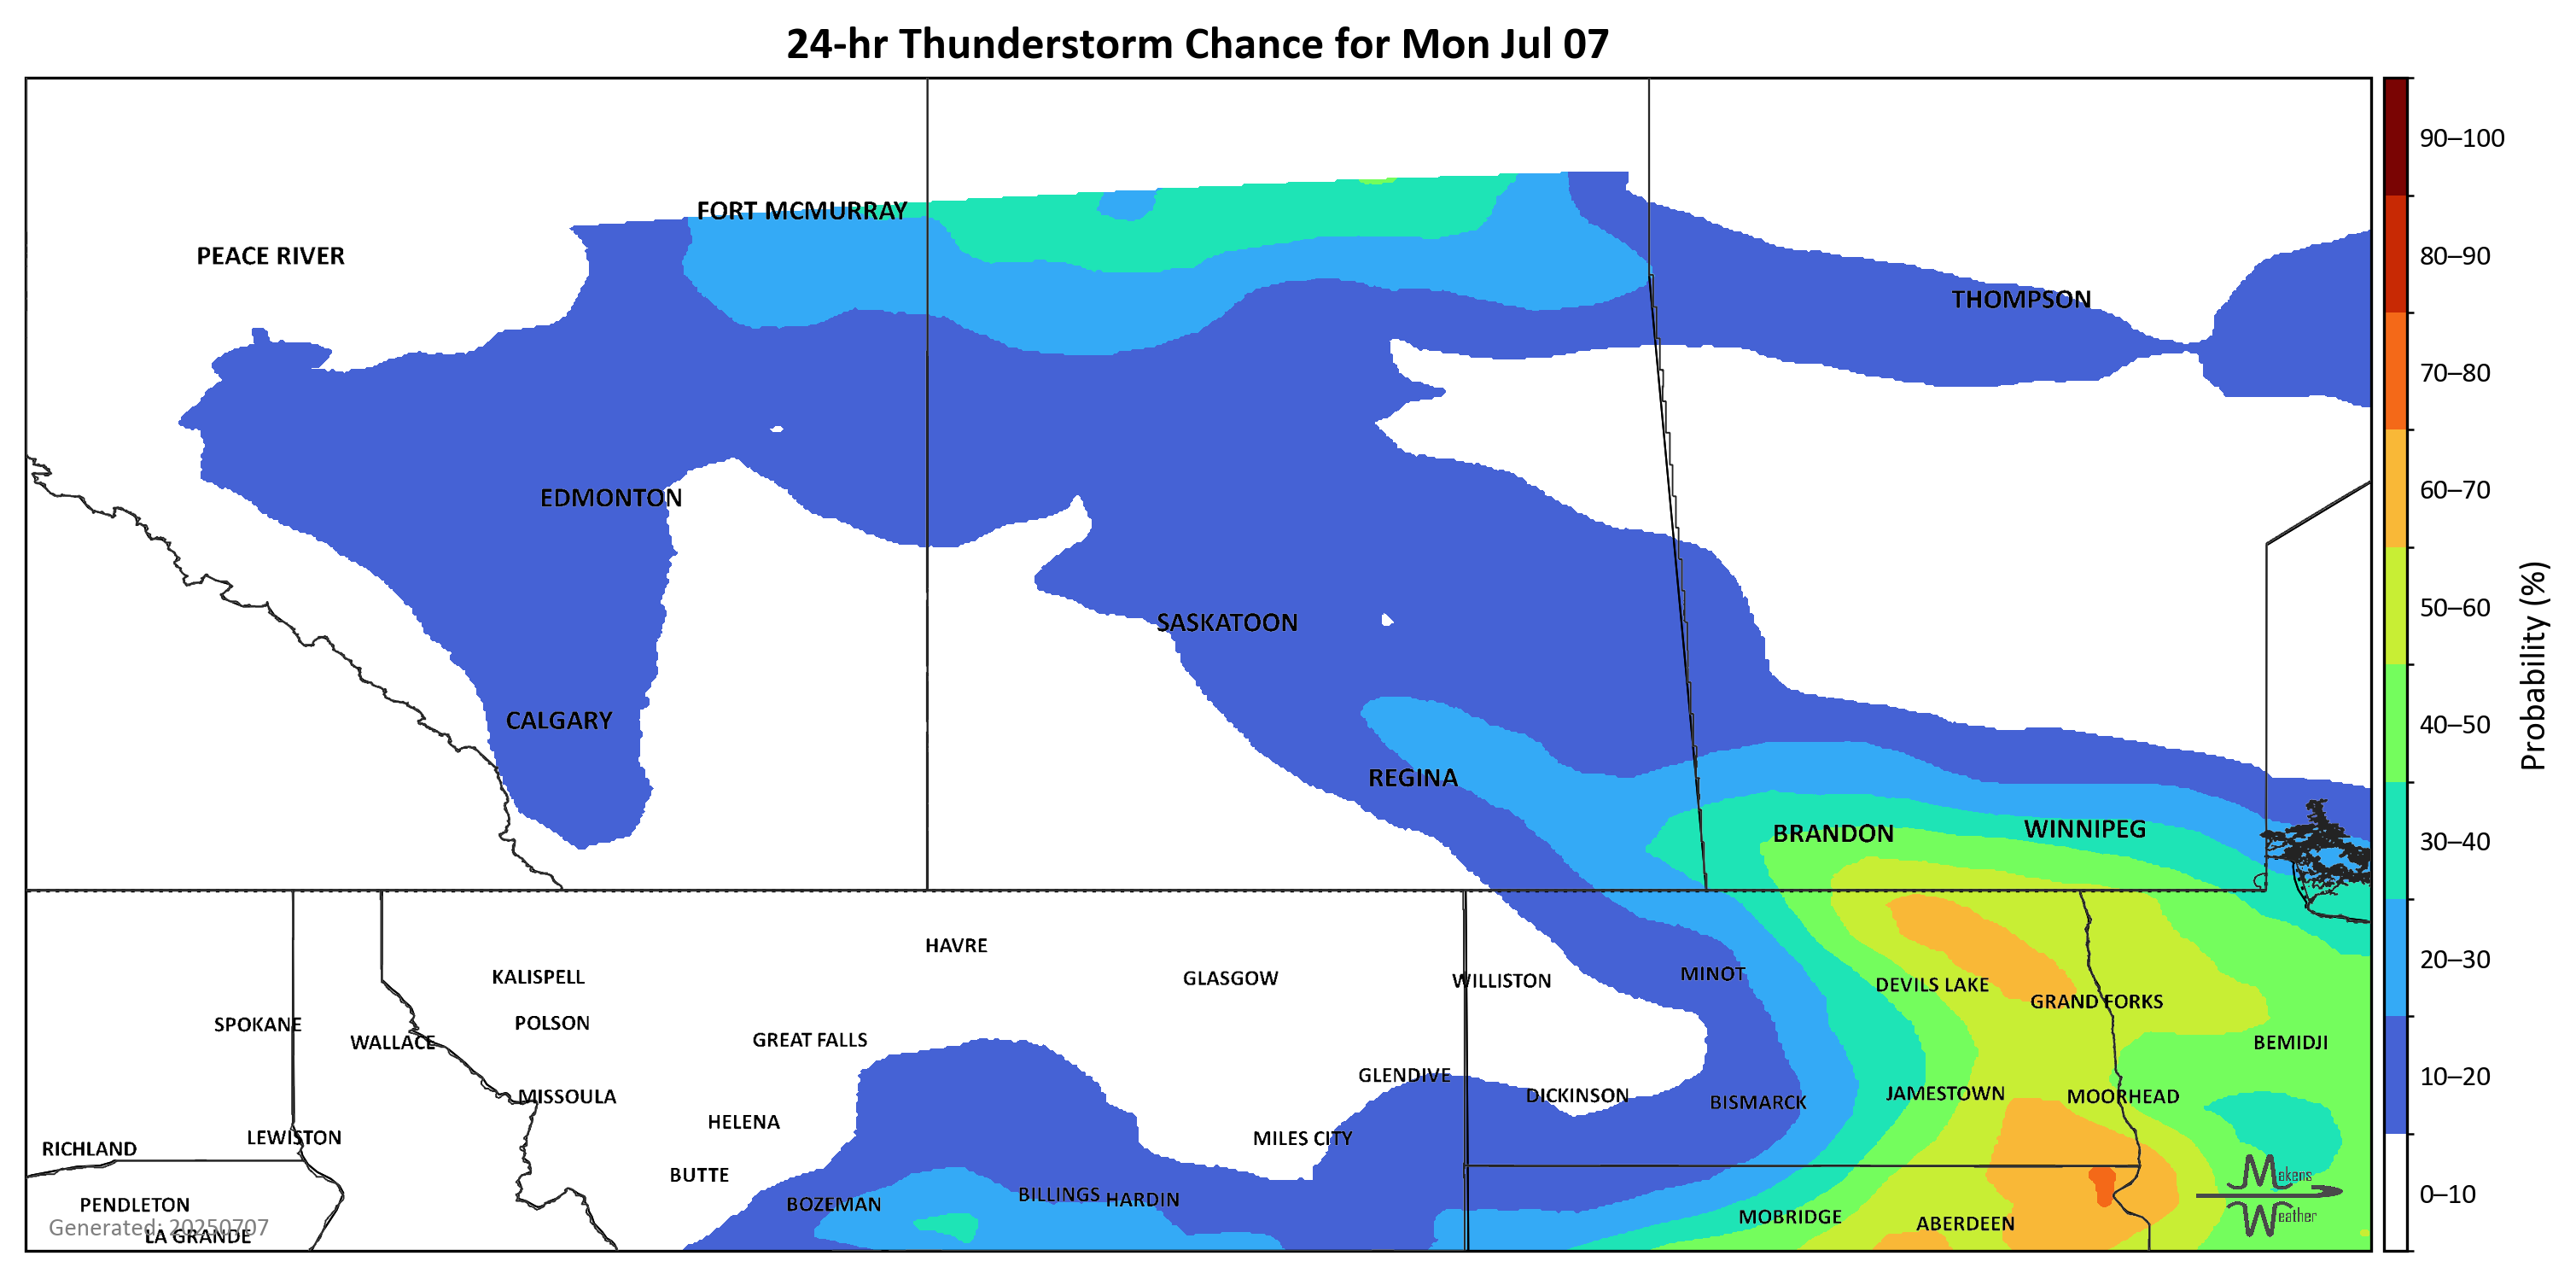 24-hr Thunderstorm Chance for Mon Jul 07
FORT MCMURRAY
PEACE RIVER
THOMPSON
EDMONTON
SASKATOON
CALGARY
REGINA
BRANDON
WINNIPEG
HAVRE
KALISPELL
GLASGOW
WILLISTON
MINOT
DEVILS LAKE
GRAND FORKS
SPOKANE
POLSON
WALLACE
GREAT FALLS
BEMIDJI
GLENDIVE
MISSOULA
DICKINSON
BISMARCK
JAMESTOWN
MOORHEAD
HELENA
LEWISTON
MILES CITY
RICHLAND
BUTTE
PENDLETON
BOZEMAN
BILLINGS
HARDIN
MOBRIDGE
ABERDEEN
Generated: 20250707
LA GRANDE
Makens
Weather
90–100
80–90
70–80
60–70
50–60
40–50
30–40
20–30
10–20
0–10
Probability (%)